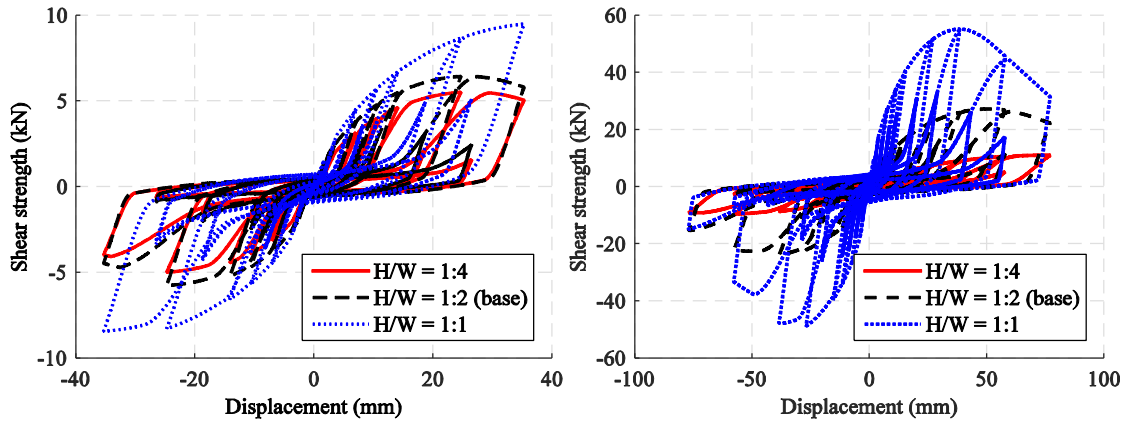 10
5
0
-5
-10
-40
-20
0
20
40
Shear strength (kN)
Displacement (mm)
H/W = 1:4
H/W = 1:2 (base)
H/W = 1:1
60
40
20
0
-20
-40
-60
-100
-50
0
50
100
Shear strength (kN)
Displacement (mm)
H/W = 1:4
H/W = 1:2 (base)
H/W = 1:1